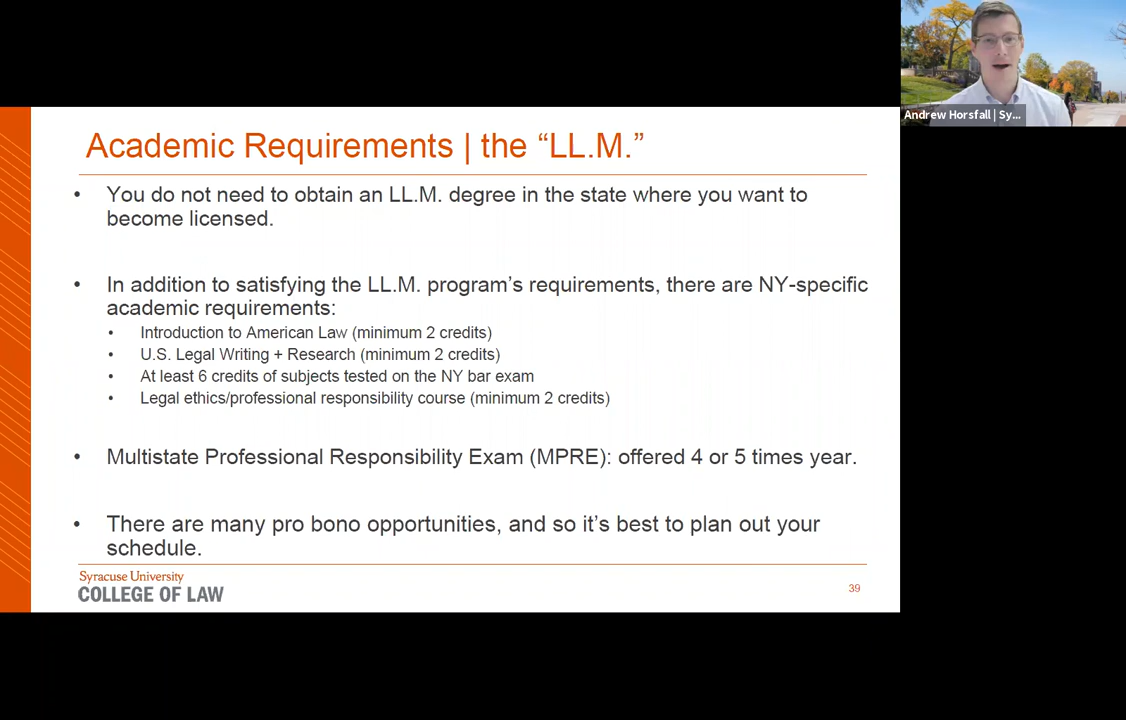 Andrew Horsfall | Sy...
Academic Requirements | the “LL.M.”
• You do not need to obtain an LL.M. degree in the state where you want to
become licensed.
• In addition to satisfying the LL.M. program’s requirements, there are NY-specific
academic requirements:
• Introduction to American Law (minimum 2 credits)
• U.S. Legal Writing + Research (minimum 2 credits)
• At least 6 credits of subjects tested on the NY bar exam
• Legal ethics/professional responsibility course (minimum 2 credits)
• Multistate Professional Responsibility Exam (MPRE): offered 4 or 5 times year.
• There are many pro bono opportunities, and so it’s best to plan out your
schedule.
Syracuse University
COLLEGE OF LAW
39